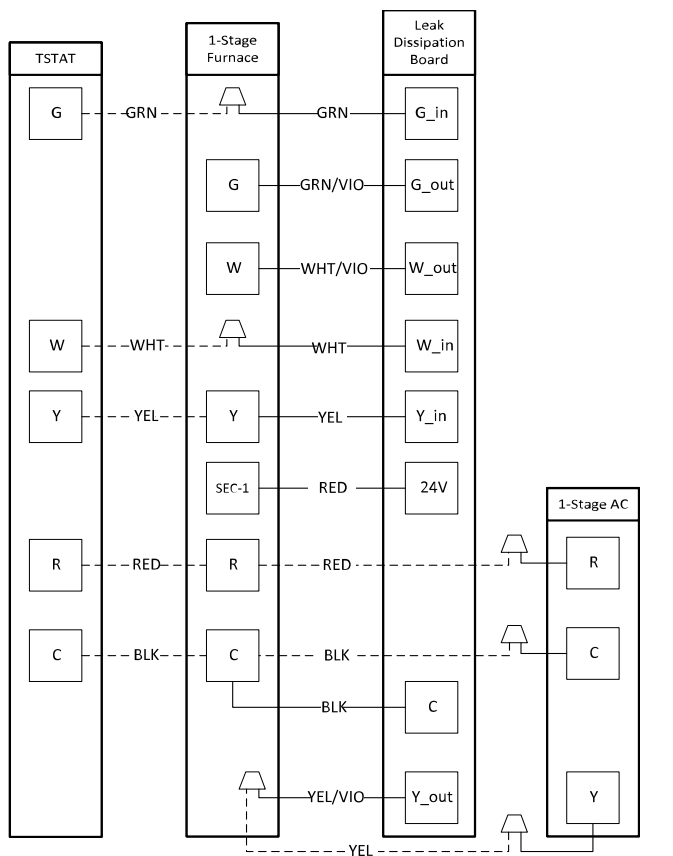 TSTAT
1-Stage
Furnace
Leak
Dissipation
Board
G
GRN
GRN
G_in
G
GRN/VIO
G_out
W
WHT/VIO
W_out
W
WHT
WHT
W_in
Y
YEL
Y
YEL
Y_in
SEC-1
RED
24V
1-Stage AC
R
RED
R
RED
R
C
BLK
C
BLK
C
BLK
C
YEL/VIO
Y_out
Y
YEL